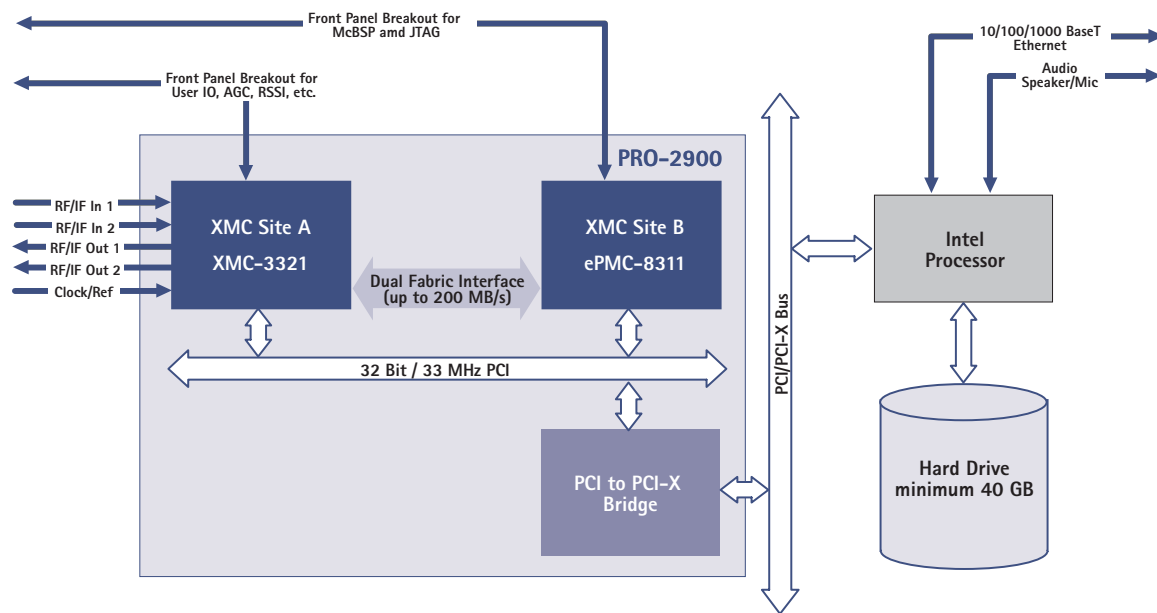 Front Panel Breakout for
McBSP amd JTAG
10/100/1000 BaseT
Ethernet
Front Panel Breakout for
User IO, AGC, RSSI, etc.
Audio
Speaker/Mic
PRO-2900
RF/IF In 1
RF/IF In 2
RF/IF Out 1
RF/IF Out 2
Clock/Ref
XMC Site A
XMC-3321
Dual Fabric Interface
(up to 200 MB/s)
XMC Site B
ePMC-8311
32 Bit / 33 MHz PCI
PCI to PCI-X
Bridge
PCI/PCI-X Bus
Intel
Processor
Hard Drive
minimum 40 GB